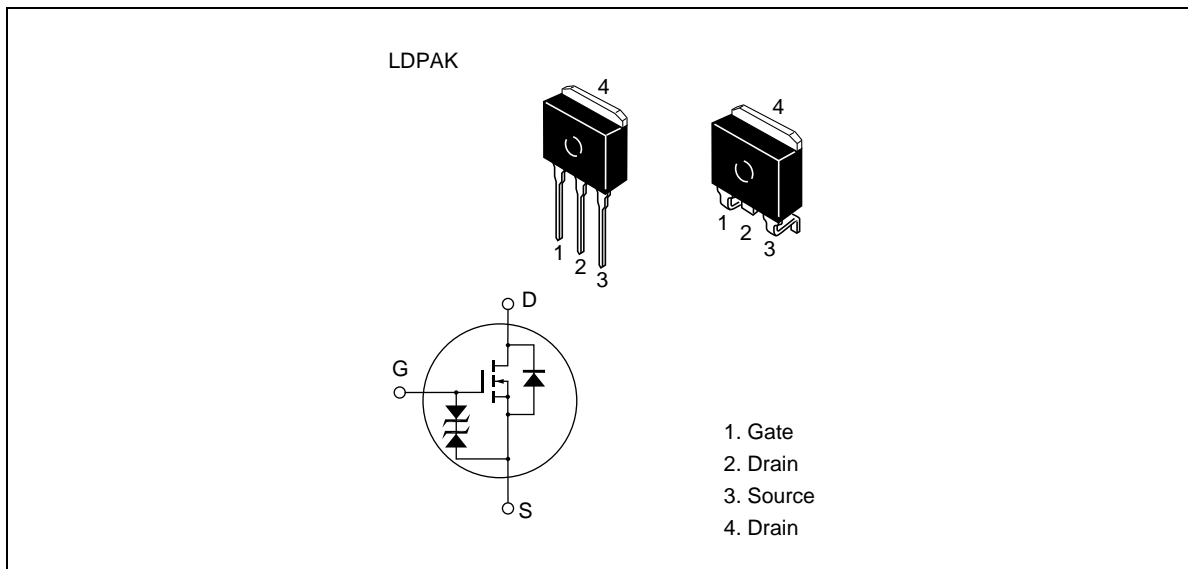 LDPAK
4
4
1
2
3
1
2
3
D
G
S
1. Gate
2. Drain
3. Source
4. Drain